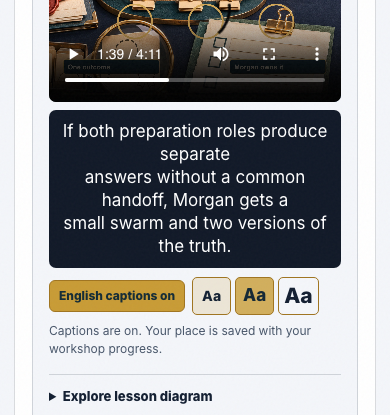 One outcome
Morgan owns it
1:39 / 4:11
If both preparation roles produce
separate
answers without a common
handoff, Morgan gets a
small swarm and two versions of
the truth.
English captions on Aa Aa Aa
Captions are on. Your place is saved with your
workshop progress.
Explore lesson diagram